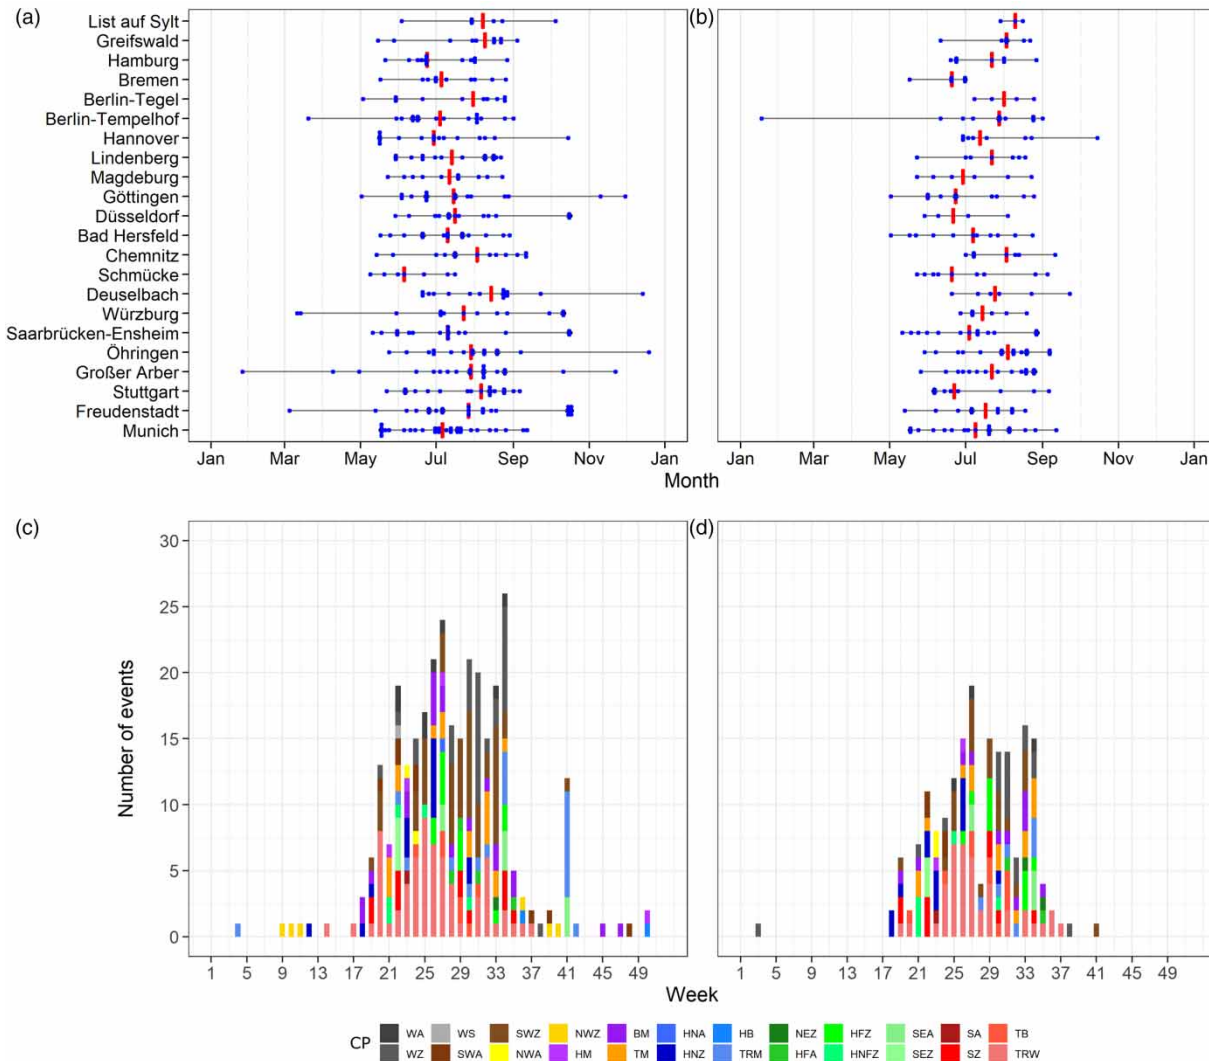 (a)
(b)
List auf Sylt
Greifswald
Hamburg
Bremen
Berlin-Tegel
Berlin-Tempelhof
Hannover
Lindenberg
Magdeburg
Göttingen
Düsseldorf
Bad Hersfeld
Chemnitz
Schmücke
Deuselbach
Würzburg
Saarbrücken-Ensheim
Öhringen
Großer Arber
Stuttgart
Freudenstadt
Munich
Jan Mar May Jul Sep Nov Jan
Jan Mar May Jul Sep Nov Jan
Month
(c)
(d)
30
25
20
15
10
5
0
Number of events
1 5 9 13 17 21 25 29 33 37 41 45 49
1 5 9 13 17 21 25 29 33 37 41 45 49
Week
CP
WA WS SWZ NWZ BM HNA HB NEZ HFZ SEA SA TB
WZ SWA NWA HM TM HNZ TRM HFA HNFZ SEZ SZ TRW